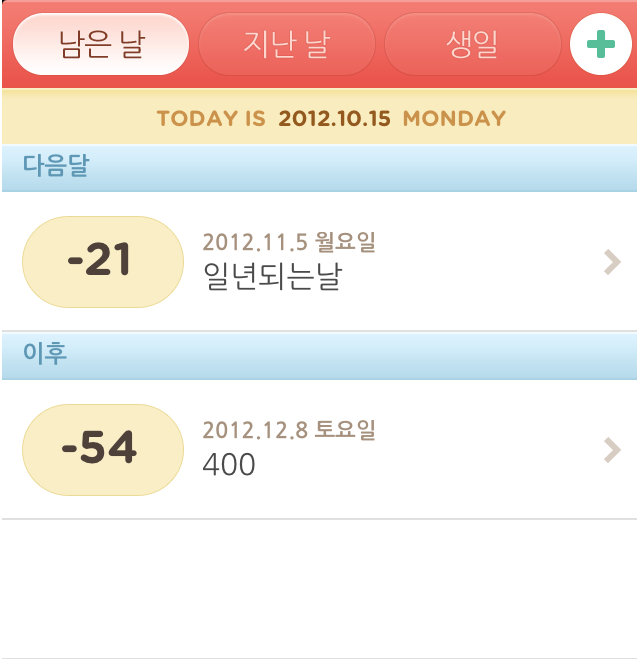 남은 날 지난 날 생일
TODAY IS 2012.10.15 MONDAY
다음달
-21
2012.11.5 월요일
일년되는날
이후
-54
2012.12.8 토요일
400